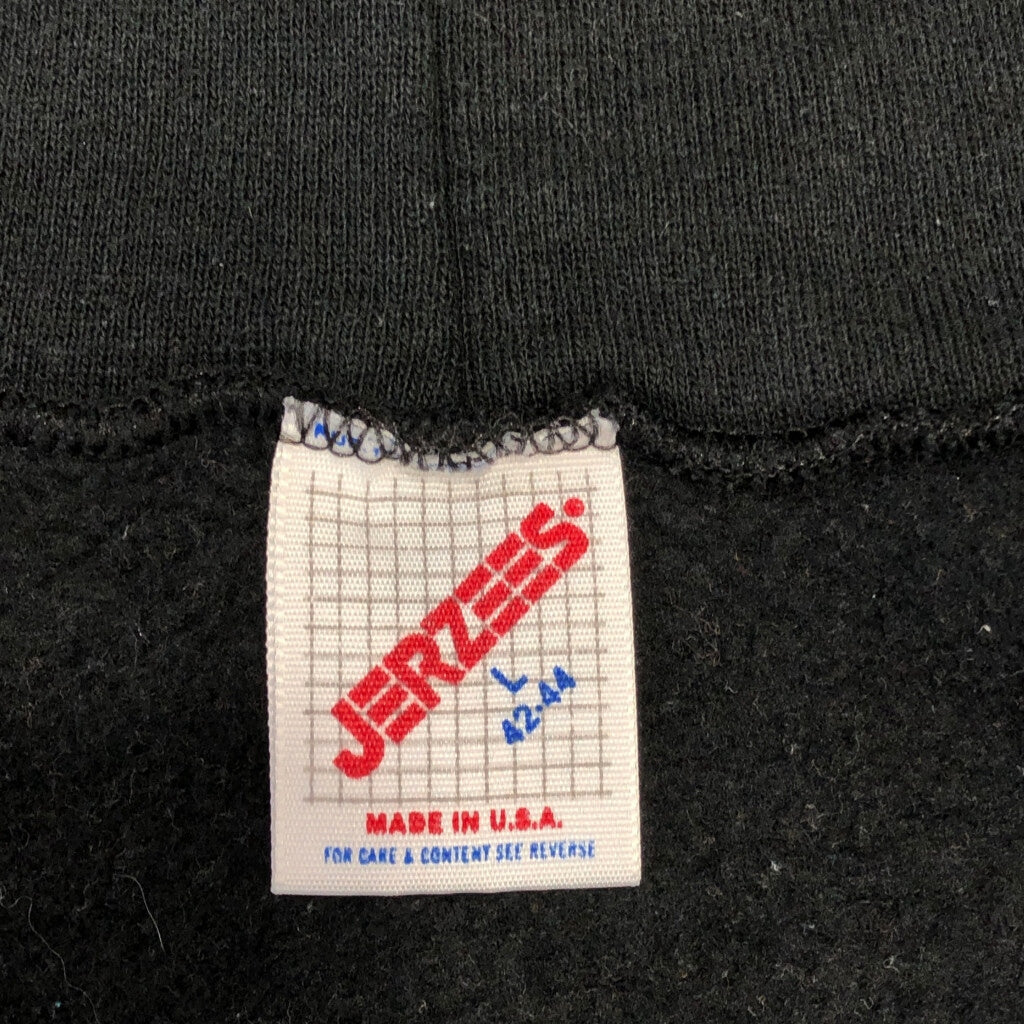 JERZEES.
L
42-44
MADE IN U.S.A.
FOR CARE & CONTENT SEE REVERSE